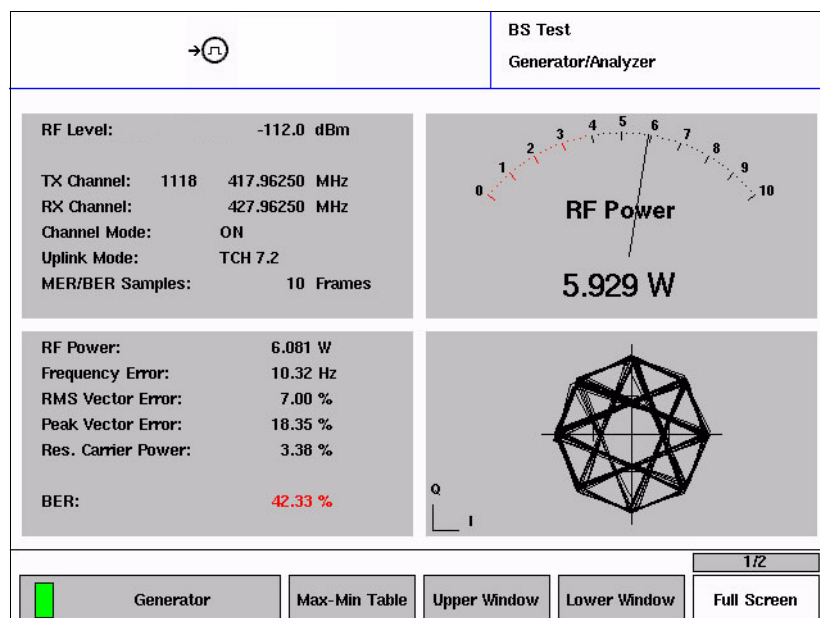 BS Test
Generator/Analyzer
RF Level: -112.0 dBm
TX Channel: 1118 417.96250 MHz
RX Channel: 427.96250 MHz
Channel Mode: ON
Uplink Mode: TCH 7.2
MER/BER Samples: 10 Frames
0 1 2 3 4 5 6 7 8 9 10
RF Power
5.929 W
RF Power: 6.081 W
Frequency Error: 10.32 Hz
RMS Vector Error: 7.00 %
Peak Vector Error: 18.35 %
Res. Carrier Power: 3.38 %
BER: 42.33 %
Q
I
1/2
Generator
Max-Min Table
Upper Window
Lower Window
Full Screen